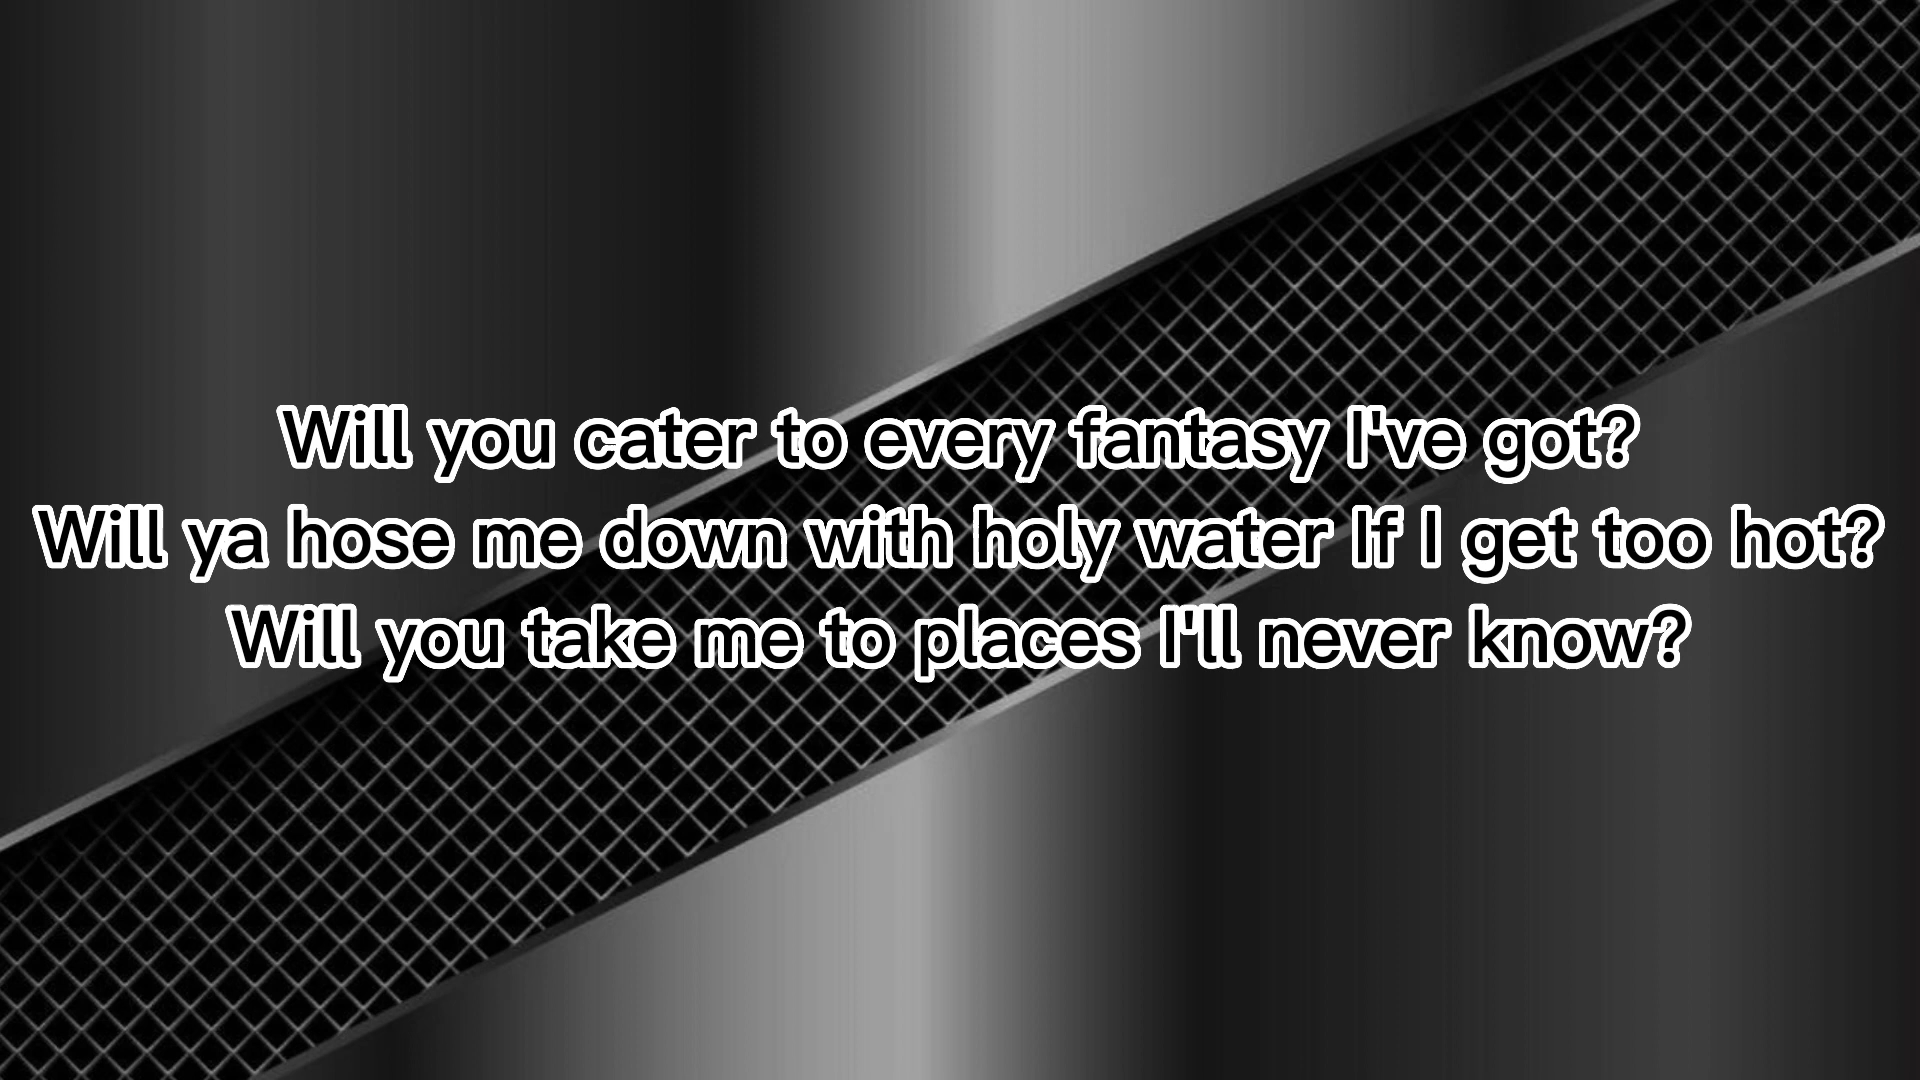 Will you cater to every fantasy I've got?
Will ya hose me down with holy water If I get too hot?
Will you take me to places I'll never know?